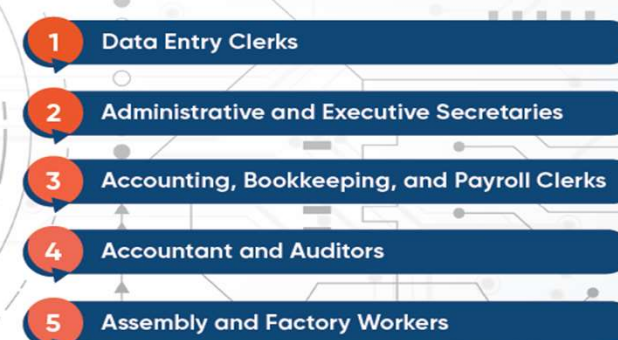 1 Data Entry Clerks
2 Administrative and Executive Secretaries
3 Accounting, Bookkeeping, and Payroll Clerks
4 Accountant and Auditors
5 Assembly and Factory Workers